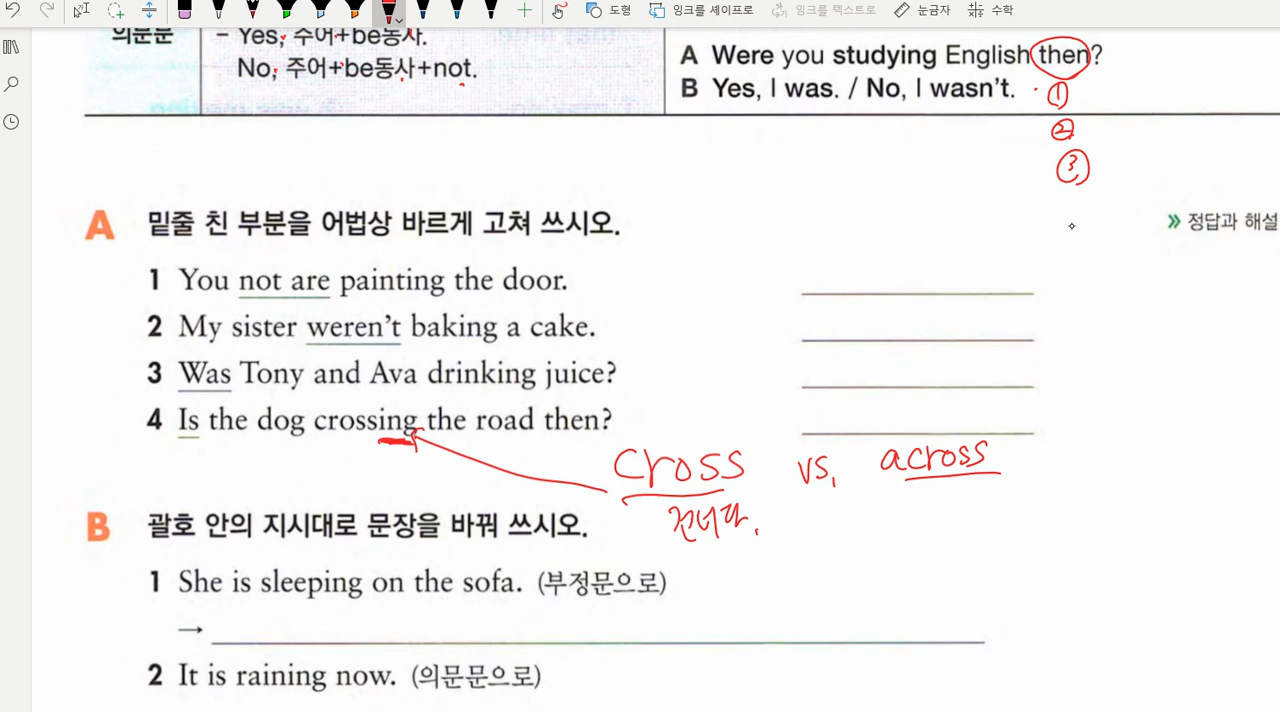 도형
잉크를 셰이프로
잉크를 텍스트로
눈금자
수학
의문문
– Yes, 주어+be동사.
No, 주어+be동사+not.
A Were you studying English then?
B Yes, I was. / No, I wasn't.
①
②
③
A 밑줄 친 부분을 어법상 바르게 고쳐 쓰시오.
» 정답과 해설
1 You not are painting the door.
2 My sister weren't baking a cake.
3 Was Tony and Ava drinking juice?
4 Is the dog crossing the road then?
cross vs. across
건너다.
B 괄호 안의 지시대로 문장을 바꿔 쓰시오.
1 She is sleeping on the sofa. (부정문으로)
→
2 It is raining now. (의문문으로)